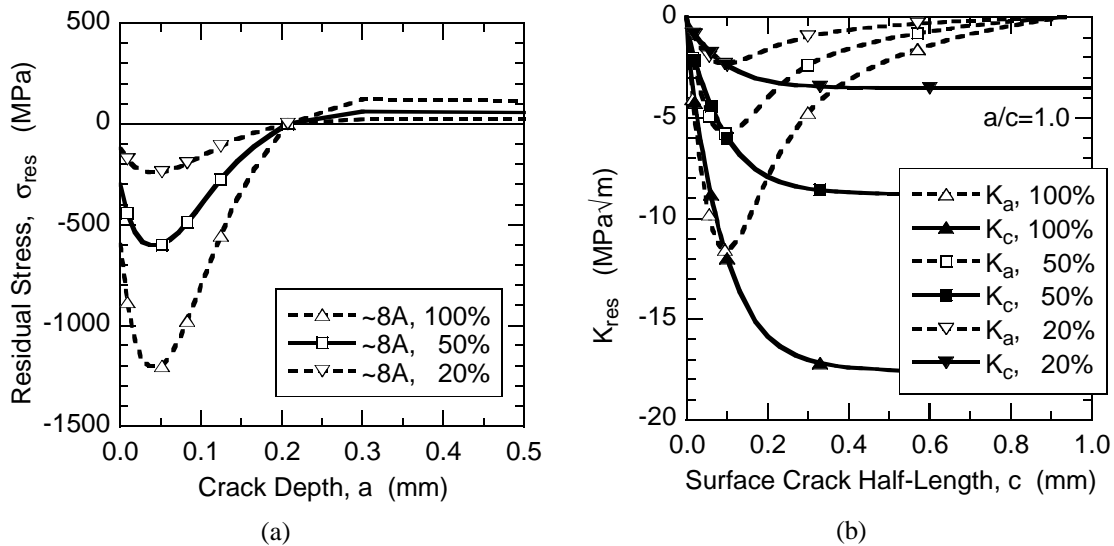 500
0
-500
-1000
-1500
Residual Stress, σres (MPa)
~8A, 100%
~8A, 50%
~8A, 20%
0.0 0.1 0.2 0.3 0.4 0.5
Crack Depth, a (mm)
(a)
0
-5
-10
-15
-20
Kres (MPa√m)
a/c=1.0
Ka, 100%
Kc, 100%
Ka, 50%
Kc, 50%
Ka, 20%
Kc, 20%
0.0 0.2 0.4 0.6 0.8 1.0
Surface Crack Half-Length, c (mm)
(b)